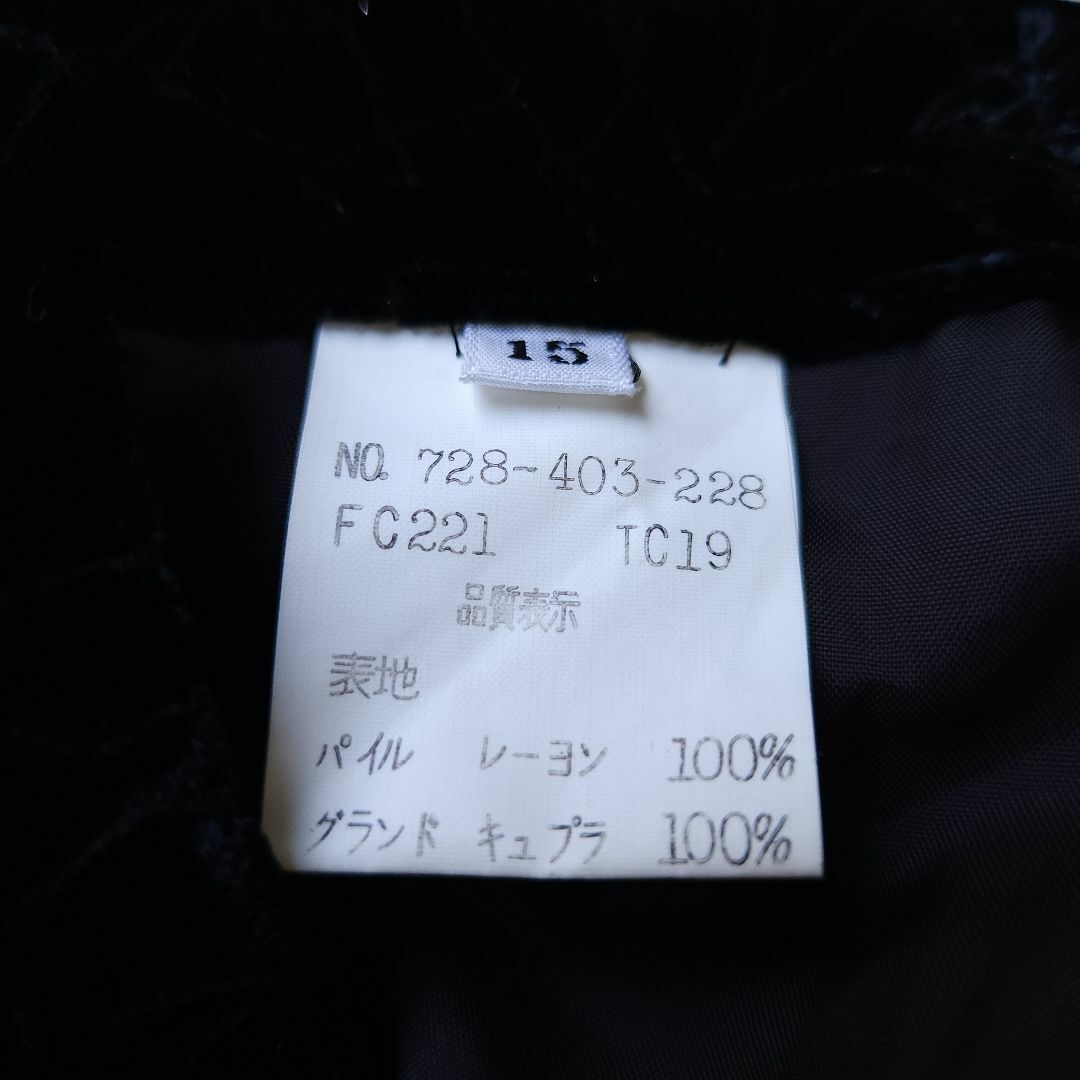 15
NO. 728-403-228
FC221 TC19
品質表示
表地
パイル レーヨン 100%
グランド キュプラ 100%